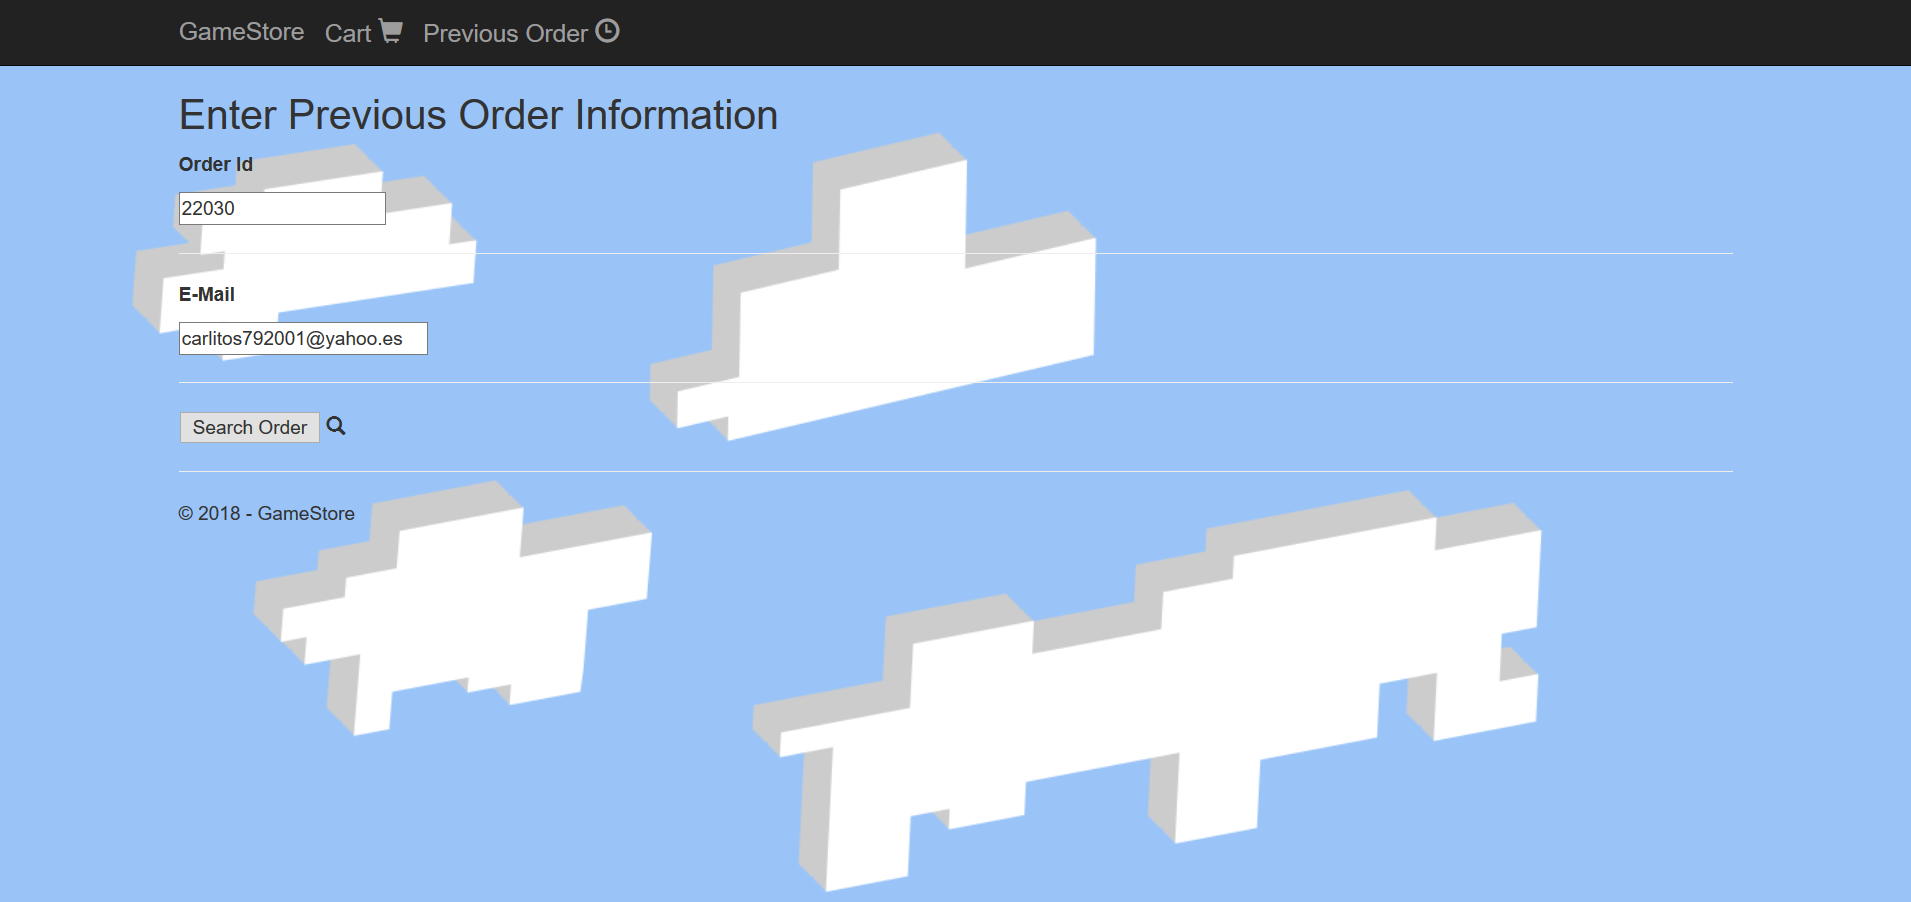 GameStore Cart Previous Order
Enter Previous Order Information
Order Id
22030
E-Mail
carlitos792001@yahoo.es
Search Order
© 2018 - GameStore